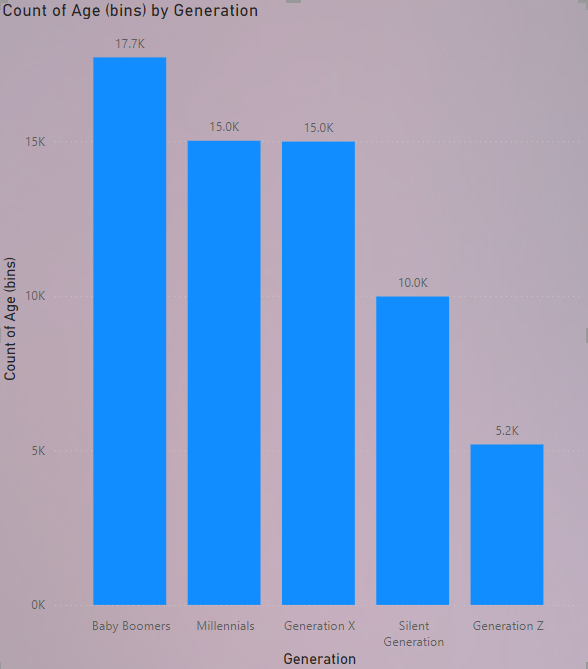 Count of Age (bins) by Generation
17.7K
15.0K
15.0K
10.0K
5.2K
15K
10K
5K
0K
Count of Age (bins)
Baby Boomers
Millennials
Generation X
Silent
Generation
Generation Z
Generation